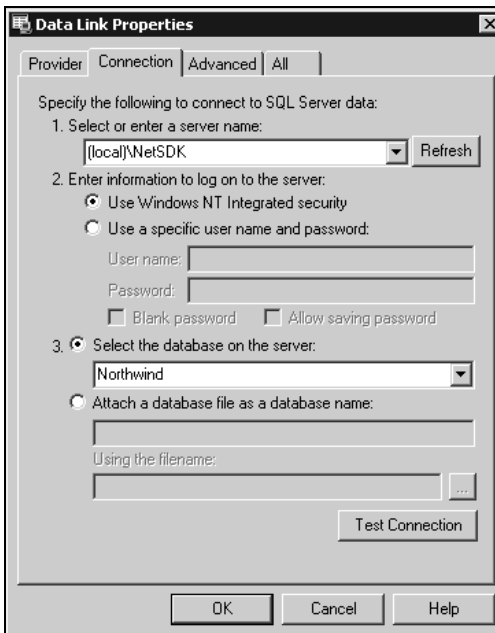 Data Link Properties
Provider Connection Advanced All
Specify the following to connect to SQL Server data:
1. Select or enter a server name:
(local)\NetSDK Refresh
2. Enter information to log on to the server:
Use Windows NT Integrated security
Use a specific user name and password:
User name:
Password:
Blank password Allow saving password
3. Select the database on the server:
Northwind
Attach a database file as a database name:
Using the filename:
...
Test Connection
OK Cancel Help